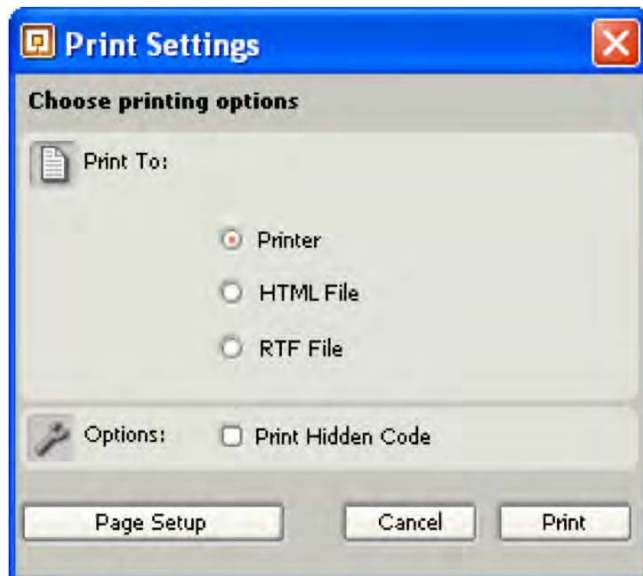 Print Settings
Choose printing options
Print To:
Printer
HTML File
RTF File
Options: Print Hidden Code
Page Setup Cancel Print